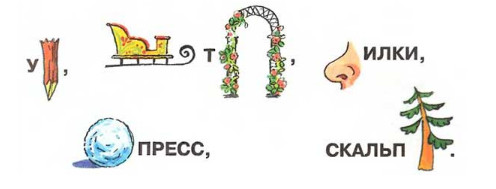 У , Т , ИЛКИ,
ПРЕСС, СКАЛЬП .